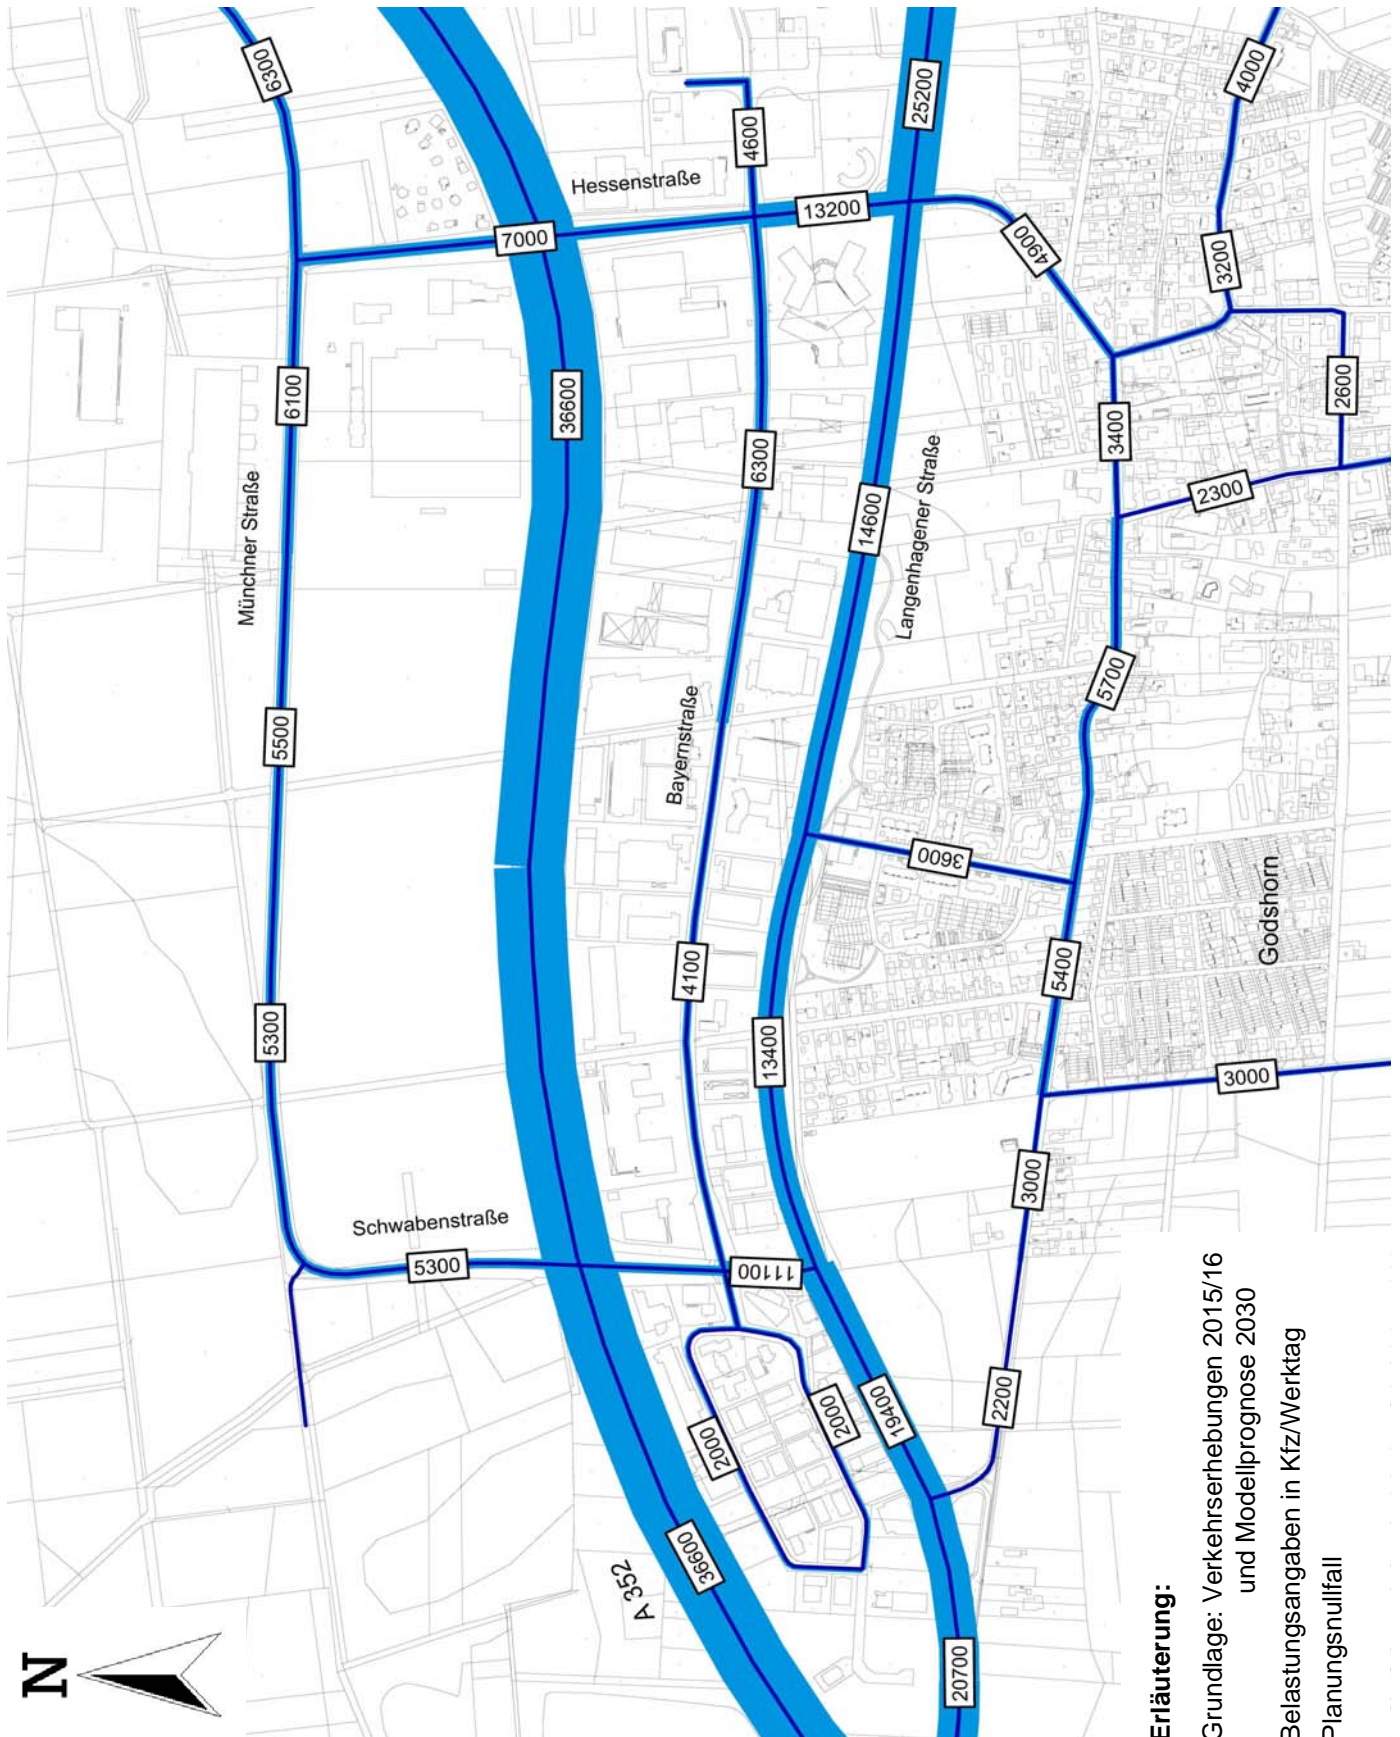 6300
25200
4000
4600
Hessenstraße
13200
7000
4900
3200
6100
36600
3400
2600
6300
2300
Münchner Straße
14600
Langenhagener Straße
5700
5500
Bayernstraße
3600
Godshorn
4100
5400
5300
13400
3000
3000
Schwabenstraße
5300
11100
2000
2000
19400
2200
36600
A 352
20700
N
Erläuterung:
Grundlage: Verkehrserhebungen 2015/16
und Modellprognose 2030
Belastungsangaben in Kfz/Werktag
Planungsnullfall